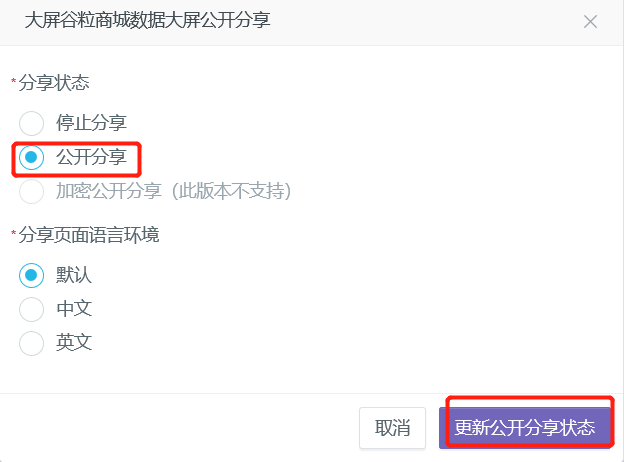 大屏谷粒商城数据大屏公开分享
*分享状态
停止分享
公开分享
加密公开分享（此版本不支持）
*分享页面语言环境
默认
中文
英文
取消
更新公开分享状态